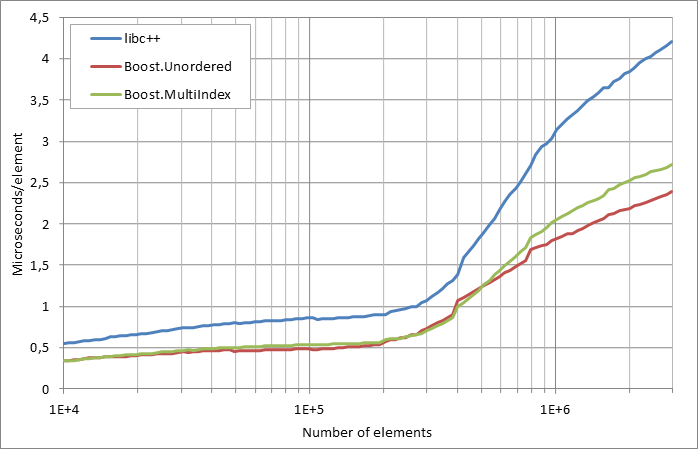 4,5
4
3,5
3
2,5
2
1,5
1
0,5
0
Microseconds/element
libc++
Boost.Unordered
Boost.MultiIndex
1E+4
1E+5
1E+6
Number of elements